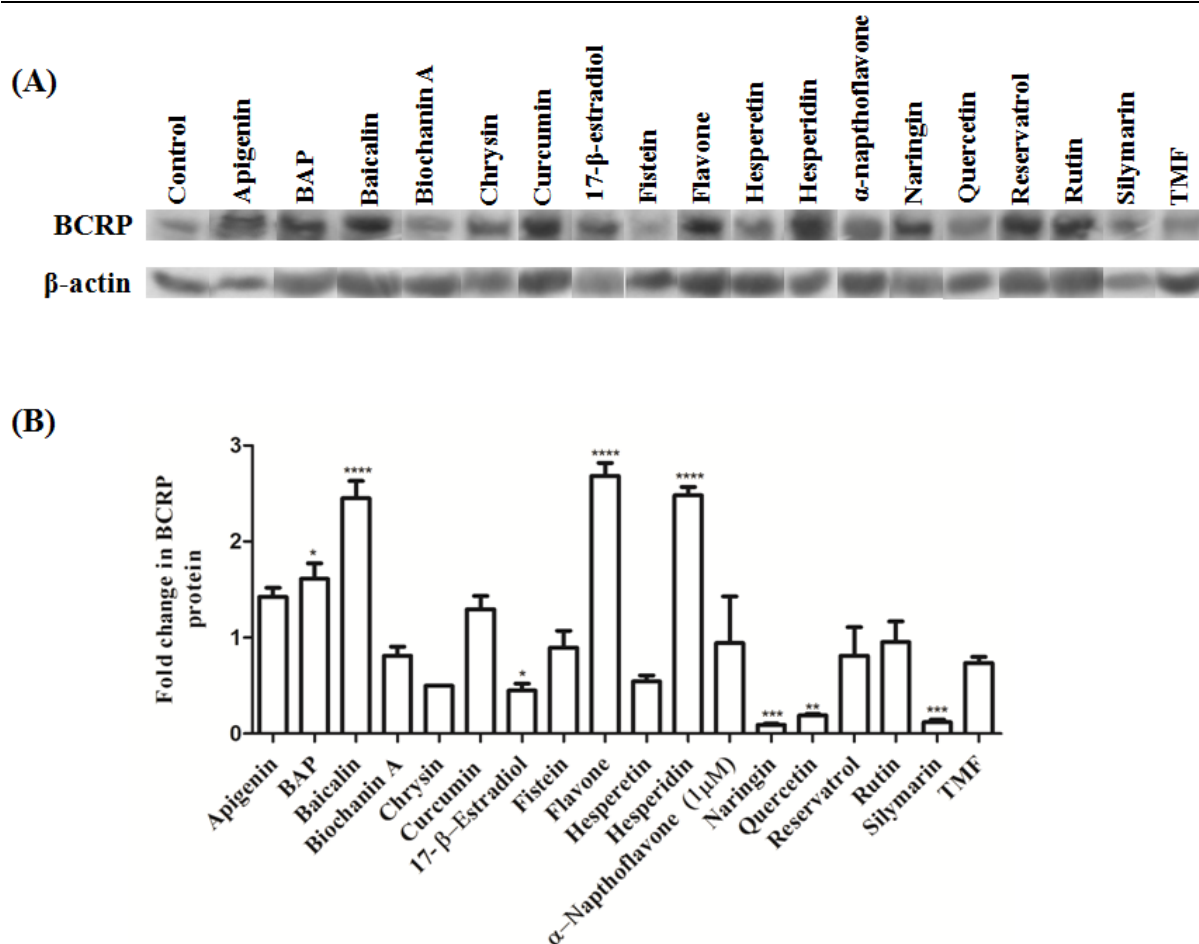 (A)
Control
Apigenin
BAP
Baicalin
Biochanin A
Chrysin
Curcumin
17-β-estradiol
Fistein
Flavone
Hesperetin
Hesperidin
α-napthoflavone
Naringin
Quercetin
Reservatrol
Rutin
Silymarin
TMF
BCRP
β-actin
(B)
Fold change in BCRP
protein
3
2
1
0
*
****
*
****
****
***
**
***
Apigenin
BAP
Baicalin
Biochanin A
Chrysin
Curcumin
17- β–Estradiol
Fistein
Flavone
Hesperetin
Hesperidin
α–Napthoflavone (1μM)
Naringin
Quercetin
Reservatrol
Rutin
Silymarin
TMF